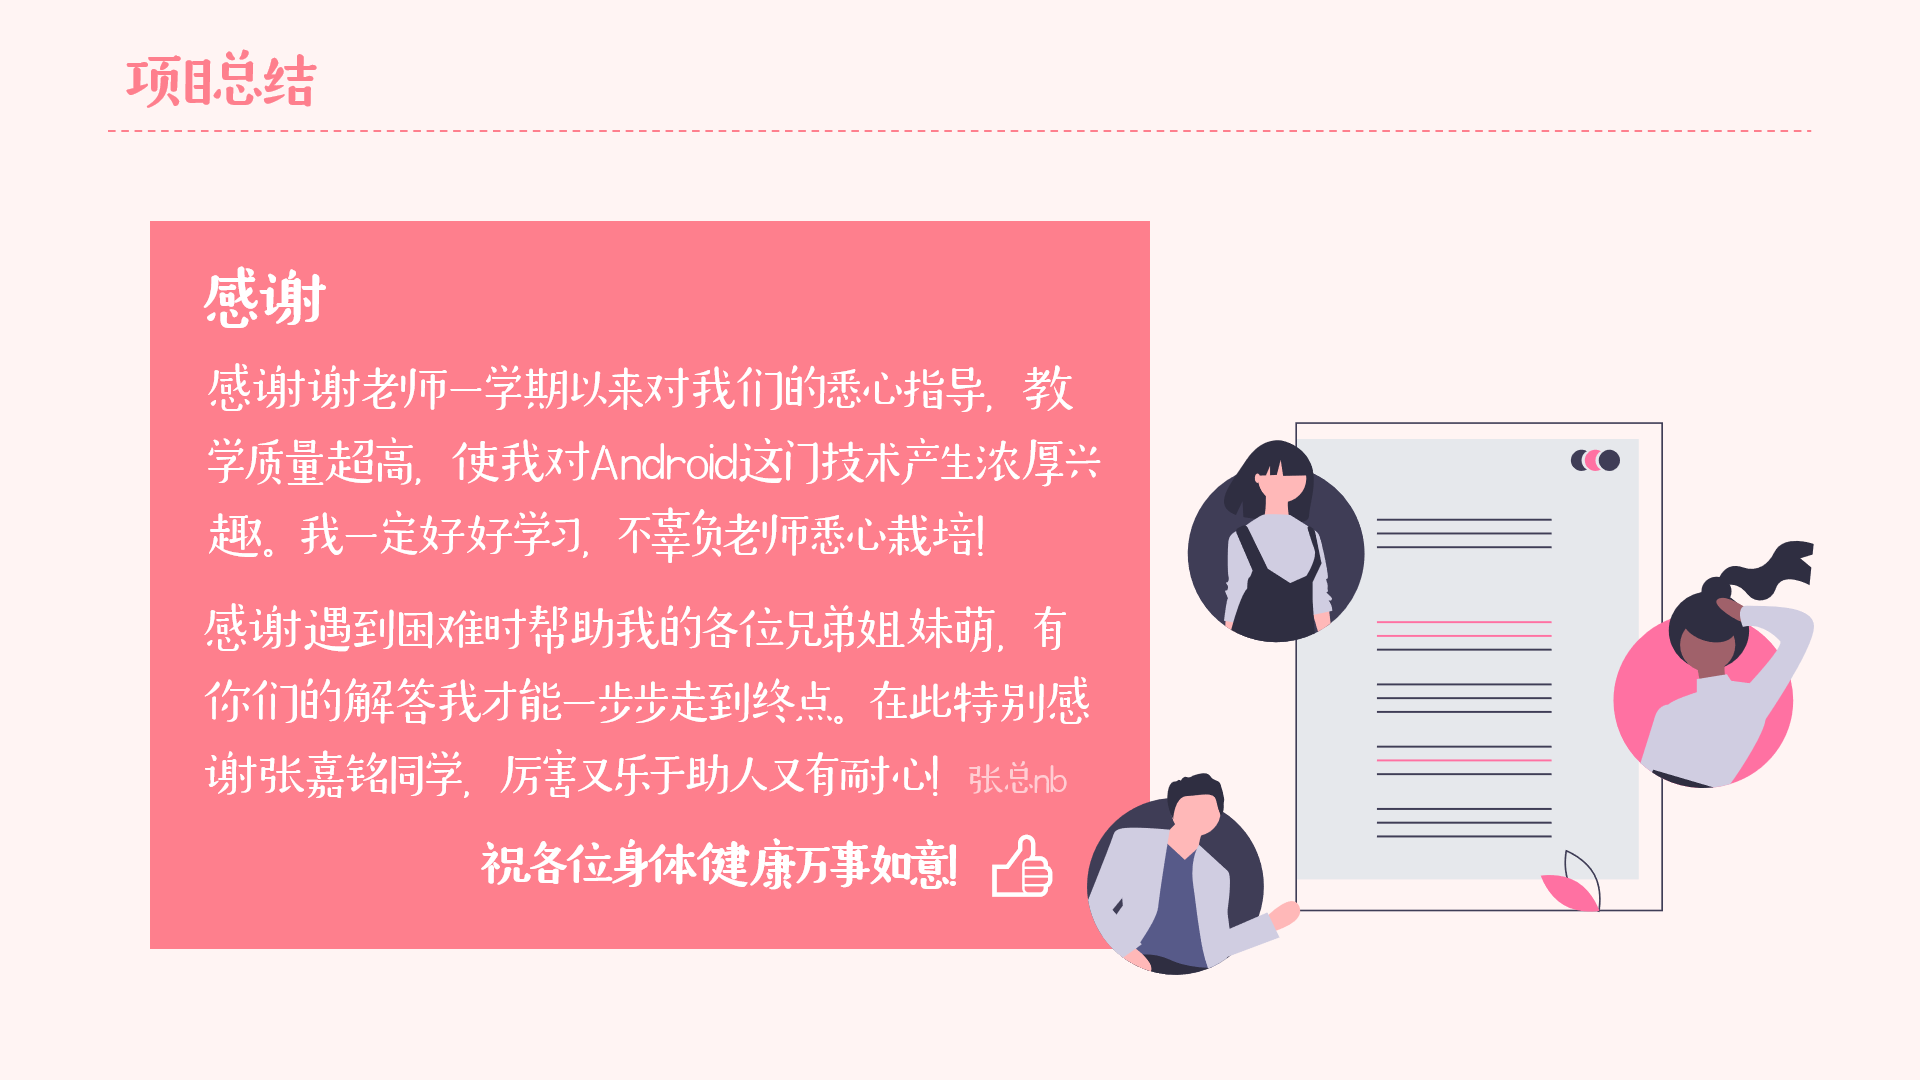 项目总结
感谢
感谢谢老师一学期以来对我们的悉心指导，教
学质量超高，使我对Android这门技术产生浓厚兴
趣。我一定好好学习，不辜负老师悉心栽培！
感谢遇到困难时帮助我的各位兄弟姐妹萌，有
你们的解答我才能一步步走到终点。在此特别感
谢张嘉铭同学，厉害又乐于助人又有耐心！ 张总nb
祝各位身体健康万事如意！